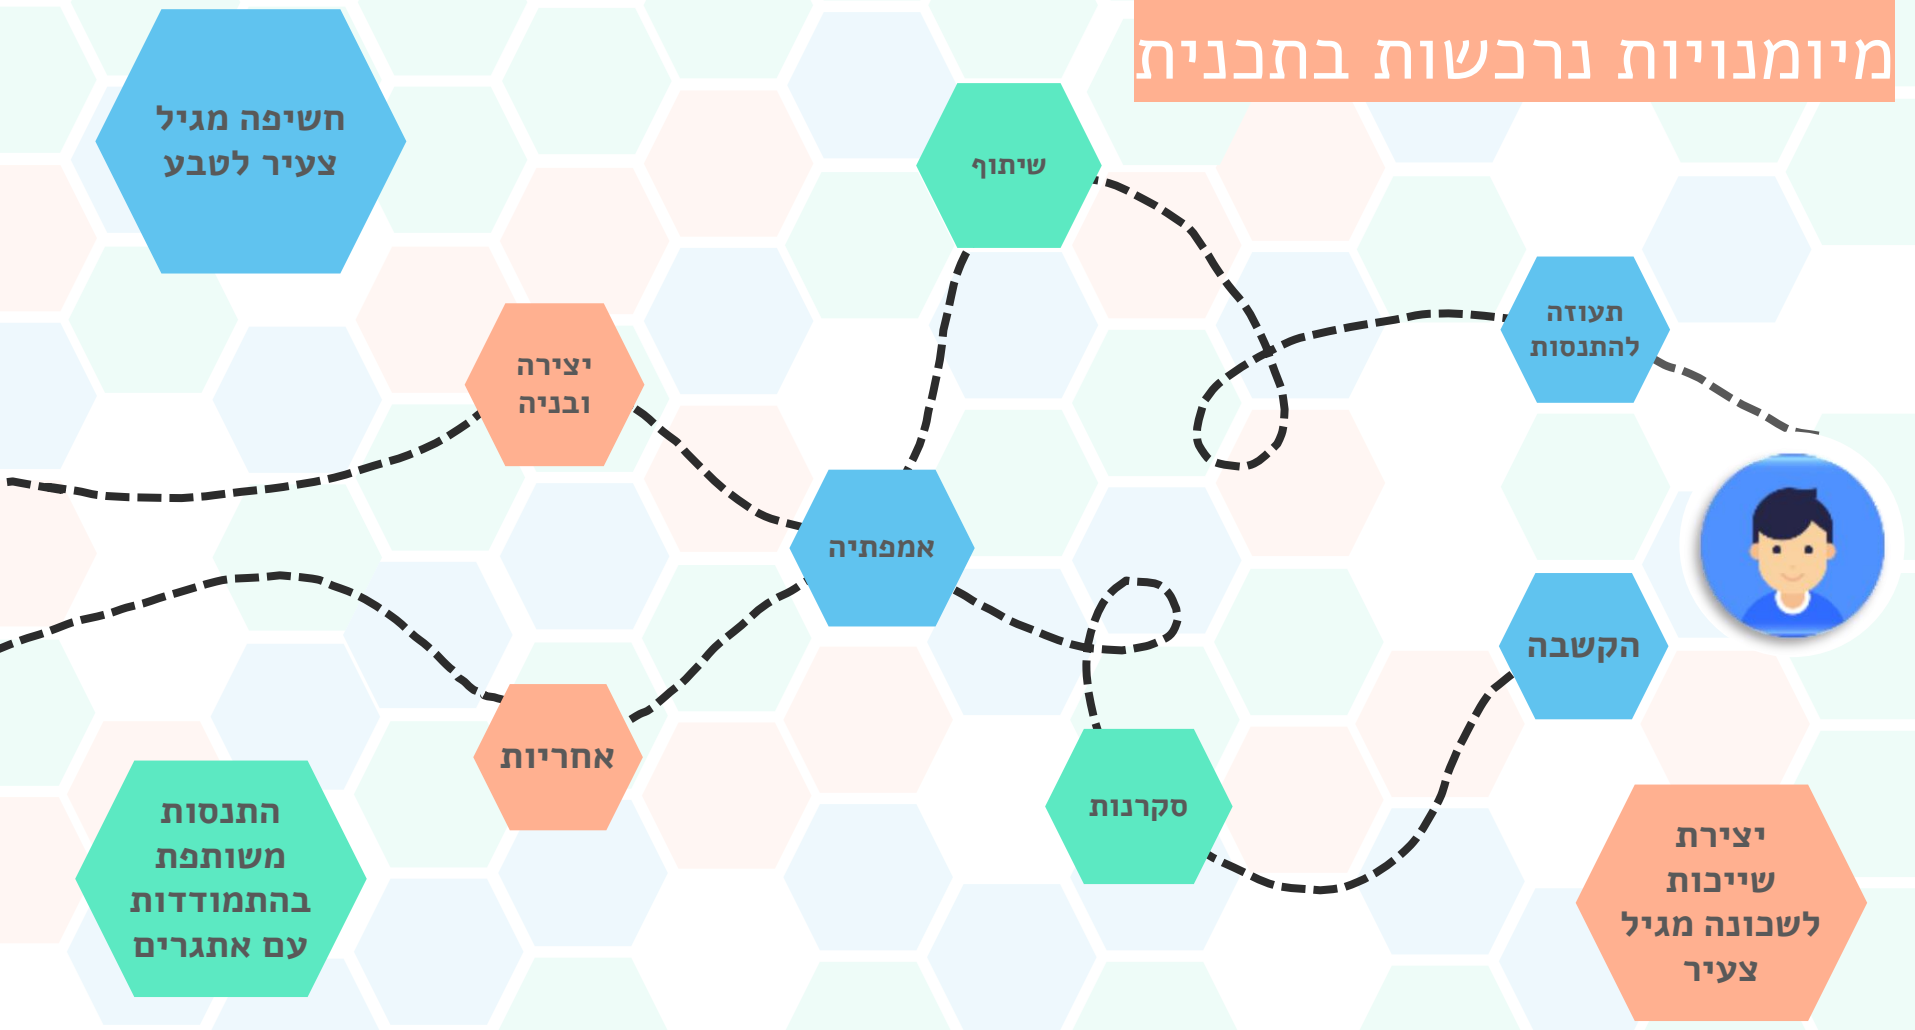 מיומנויות נרכשות בתכנית
חשיפה מגיל
צעיר לטבע
שיתוף
תעוזה
להתנסות
יצירה
ובניה
אמפתיה
הקשבה
אחריות
סקרנות
התנסות
משותפת
בהתמודדות
עם אתגרים
יצירת
שייכות
לשכונה מגיל
צעיר